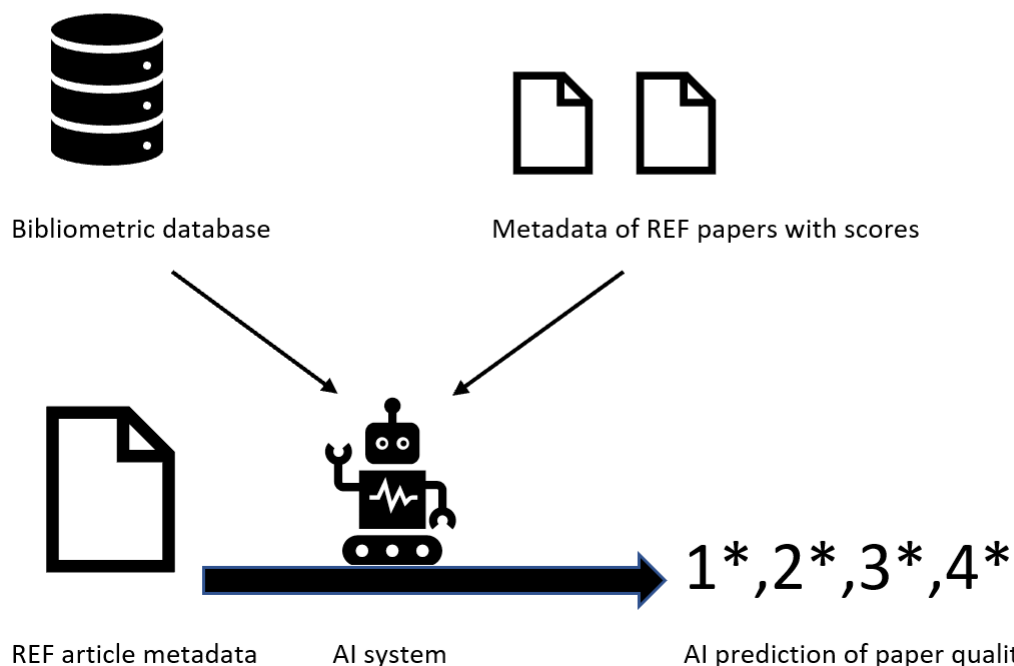 Bibliometric database
Metadada of REF papers with scores
1*,2*,3*,4*
REF article metadata
AI system
AI prediction of paper qualit